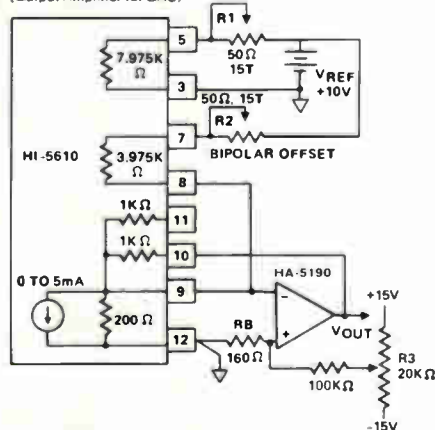 5
R1
7.975K
Ω
50Ω
15T
3
VREF
+10V
50Ω, 15T
R2
7
BIPOLAR OFFSET
HI-5610
3.975K
Ω
8
1KΩ
11
1KΩ
10
HA-5190
0 TO 5mA
9
+15V
200 Ω
VOUT
12
RB
160Ω
R3
20KΩ
100KΩ
-15V